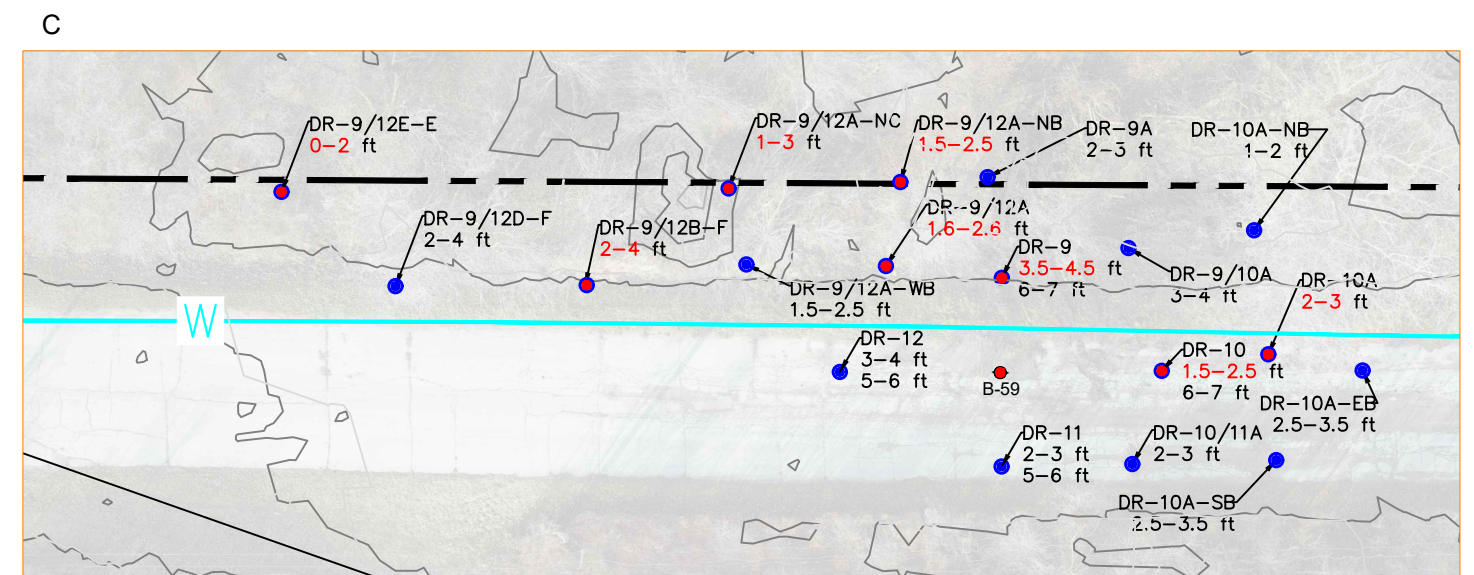 C
DR-9/12E-E
0-2 ft
DR-9/12A-NC
1-3 ft
DR-9/12A-NB
1.5-2.5 ft
DR-9A
2-3 ft
DR-10A-NB
1-2 ft
DR-9/12D-F
2-4 ft
DR-9/12B-F
2-4 ft
DR-9/12A
1.6-2.6 ft
DR-9
3.5-4.5 ft
6-7 ft
DR-9/10A
3-4 ft
DR-10A
2-3 ft
DR-9/12A-WB
1.5-2.5 ft
W
DR-12
3-4 ft
5-6 ft
B-59
DR-10
1.5-2.5 ft
6-7 ft
DR-10A-EB
2.5-3.5 ft
DR-11
2-3 ft
5-6 ft
DR-10/11A
2-3 ft
DR-10A-SB
2.5-3.5 ft